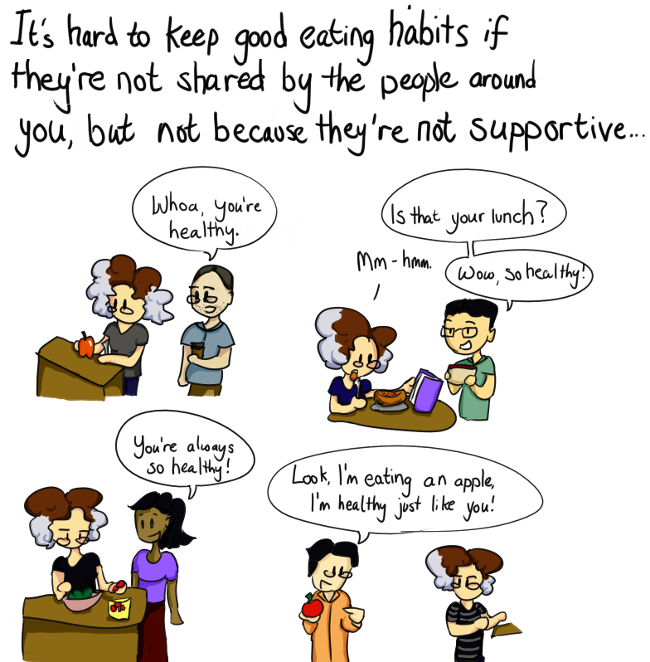 It's hard to keep good eating habits if
they're not shared by the people around
you, but not because they're not supportive...
Whoa, you're
healthy.
Is that your lunch?
Mm-hmm.
Wow, so healthy!
You're always
so healthy!
Look, I'm eating an apple,
I'm healthy just like you!